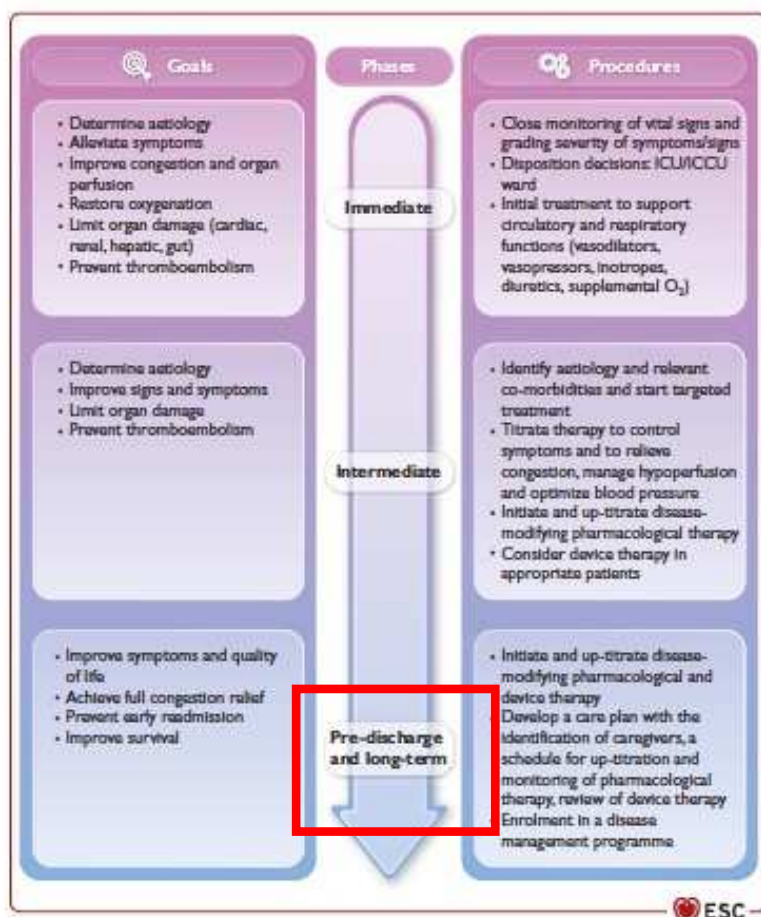 Goals
Phases
Procedures
• Determine aetiology
• Alleviate symptoms
• Improve congestion and organ
perfusion
• Restore oxygenation
• Limit organ damage (cardiac,
renal, hepatic, gut)
• Prevent thromboembolism
Immediate
• Close monitoring of vital signs and
grading severity of symptoms/signs
• Disposition decisions: ICU/ICCU
ward
• Initial treatment to support
circulatory and respiratory
functions (vasodilators,
vasopressors, inotropes,
diuretics, supplemental O₂)
• Determine aetiology
• Improve signs and symptoms
• Limit organ damage
• Prevent thromboembolism
Intermediate
• Identify aetiology and relevant
co-morbidities and start targeted
treatment
• Titrate therapy to control
symptoms and to relieve
congestion, manage hypoperfusion
and optimize blood pressure
• Initiate and up-titrate disease-
modifying pharmacological therapy
• Consider device therapy in
appropriate patients
• Improve symptoms and quality
of life
• Achieve full congestion relief
• Prevent early readmission
• Improve survival
Pre-discharge
and long-term
• Initiate and up-titrate disease-
modifying pharmacological and
device therapy
• Develop a care plan with the
identification of caregivers, a
schedule for up-titration and
monitoring of pharmacological
therapy, review of device therapy
• Enrolment in a disease
management programme
ESC